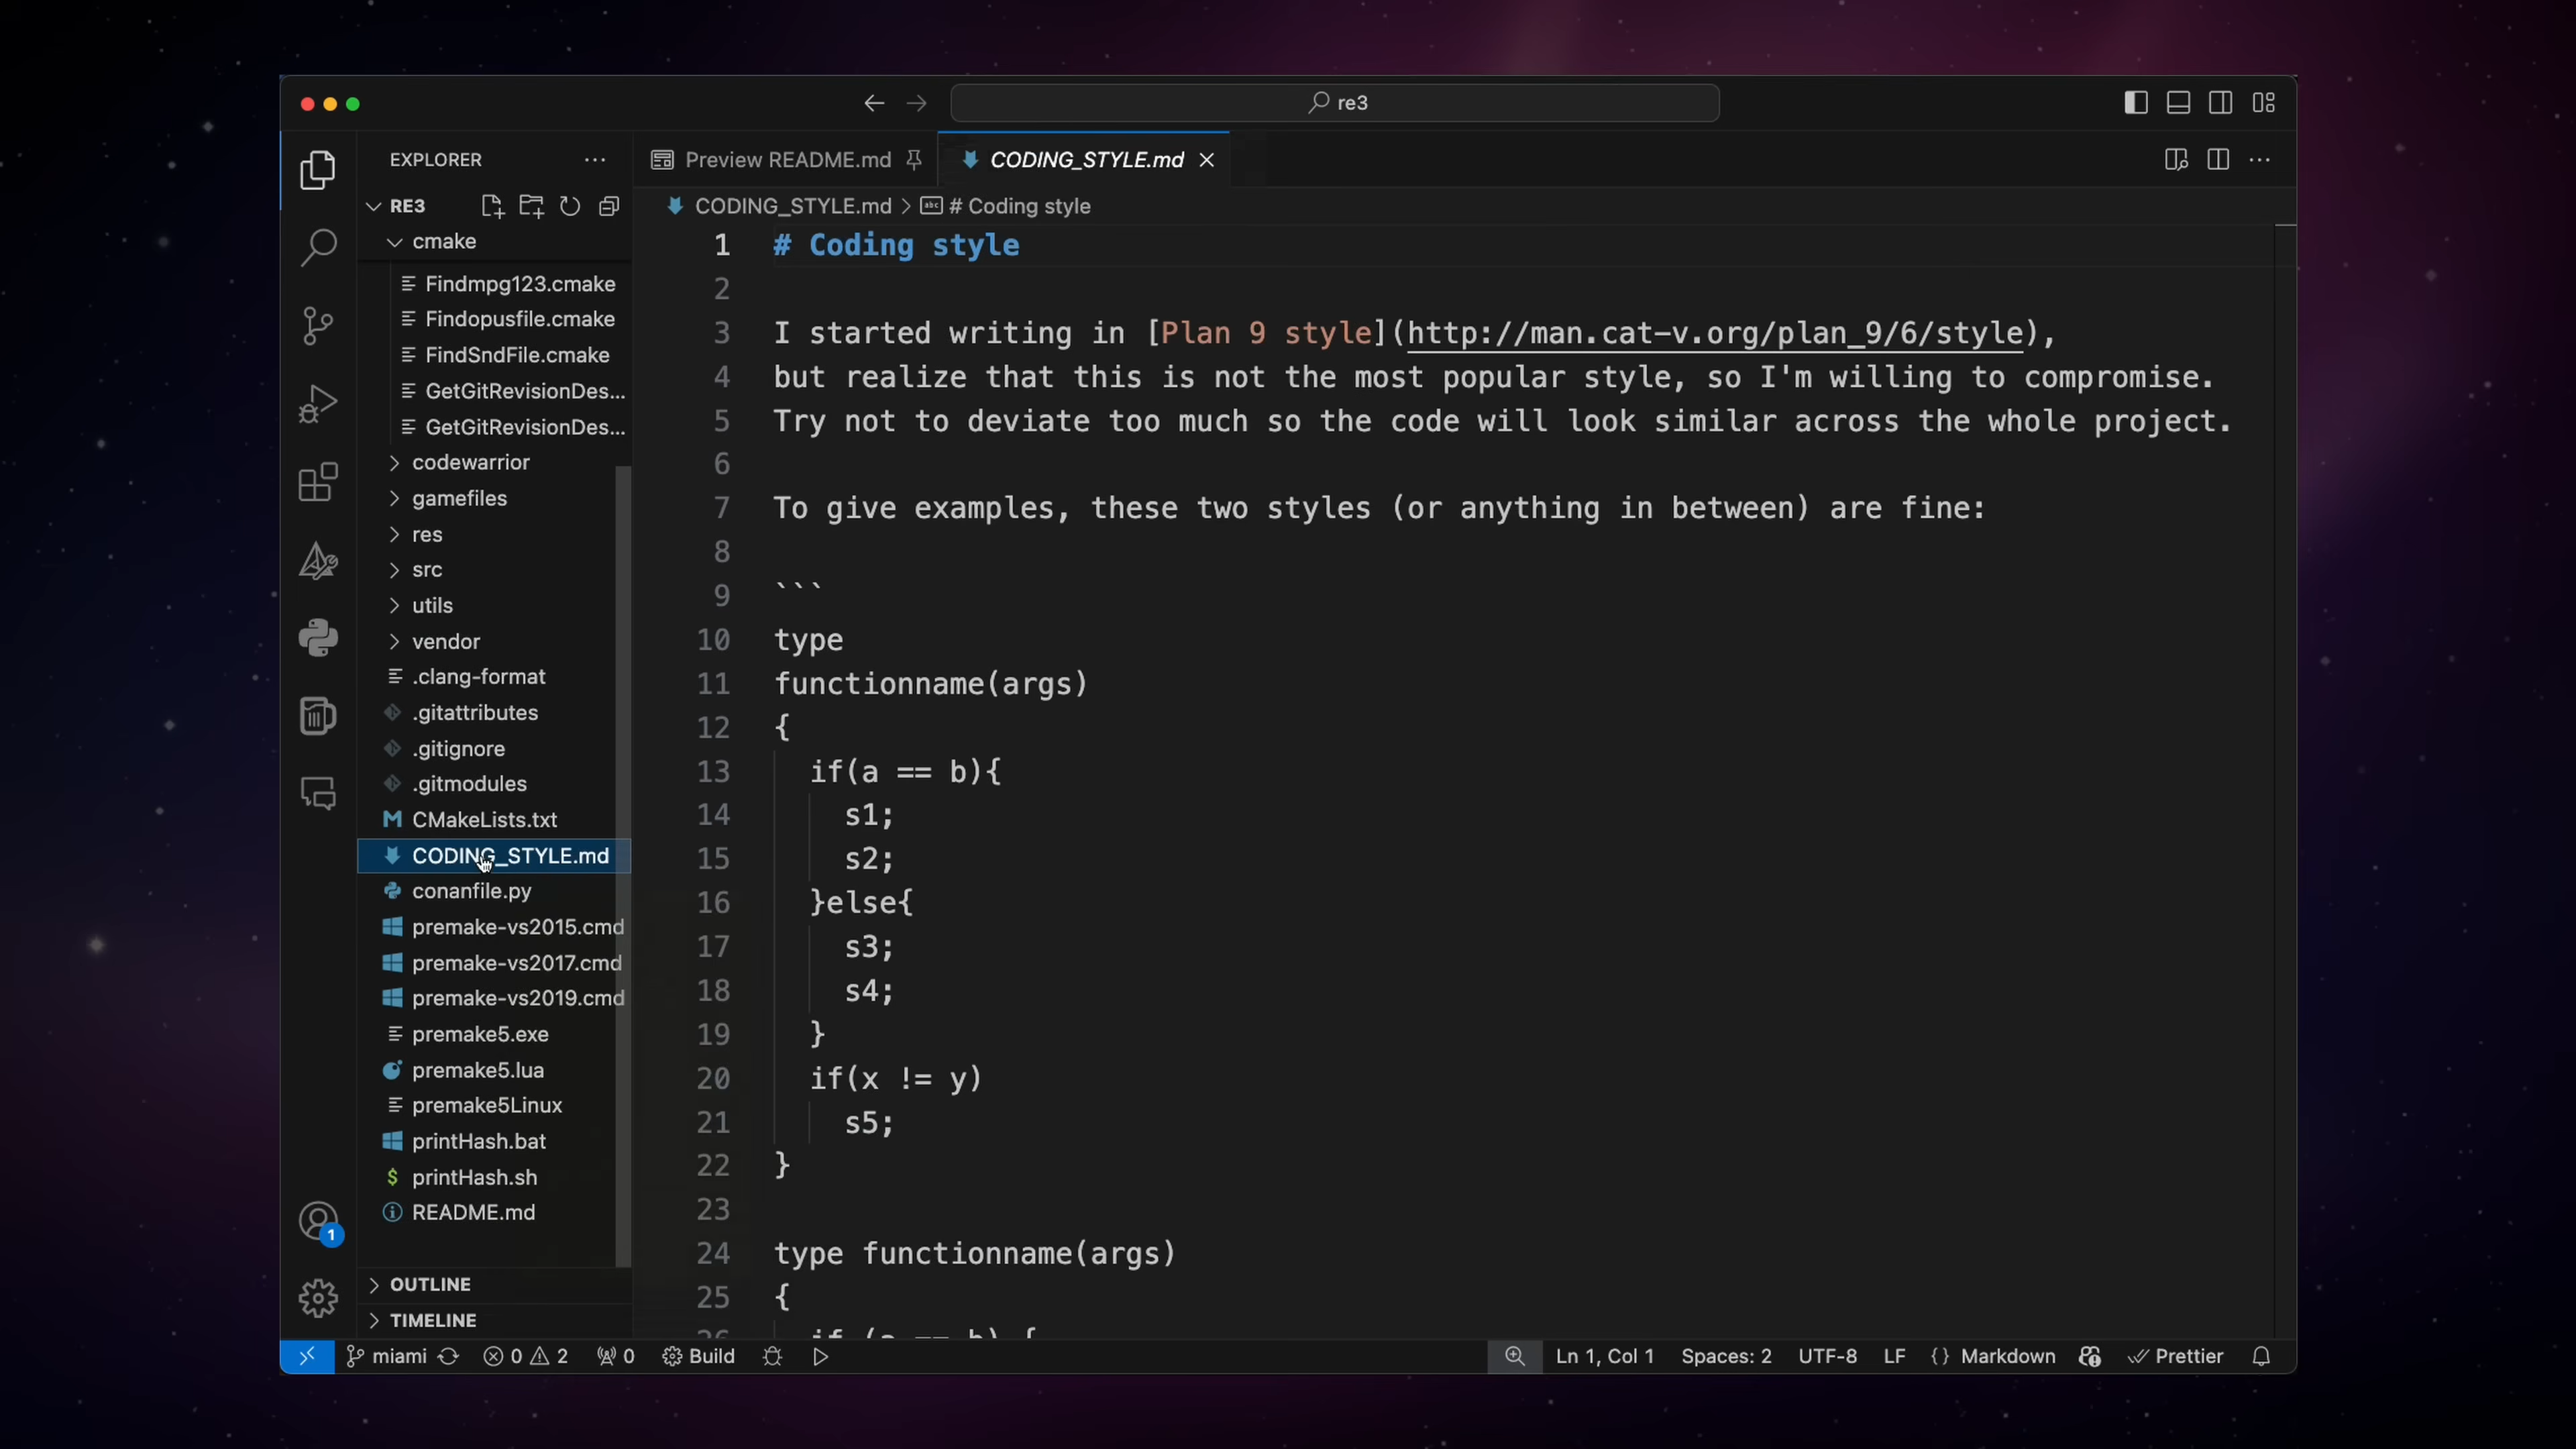 re3
EXPLORER
Preview README.md
CODING_STYLE.md
RE3
CODING_STYLE.md > # Coding style
cmake
Findmpg123.cmake
Findopusfile.cmake
FindSndFile.cmake
GetGitRevisionDes...
GetGitRevisionDes...
codewarrior
gamefiles
res
src
utils
vendor
.clang-format
.gitattributes
.gitignore
.gitmodules
CMakeLists.txt
CODING_STYLE.md
conanfile.py
premake-vs2015.cmd
premake-vs2017.cmd
premake-vs2019.cmd
premake5.exe
premake5.lua
premake5Linux
printHash.bat
printHash.sh
README.md
OUTLINE
TIMELINE
1 # Coding style
2
3 I started writing in [Plan 9 style](http://man.cat-v.org/plan_9/6/style),
4 but realize that this is not the most popular style, so I'm willing to compromise.
5 Try not to deviate too much so the code will look similar across the whole project.
6
7 To give examples, these two styles (or anything in between) are fine:
8
9 ```
10 type
11 functionname(args)
12 {
13 if(a == b){
14 s1;
15 s2;
16 }else{
17 s3;
18 s4;
19 }
20 if(x != y)
21 s5;
22 }
23
24 type functionname(args)
25 {
26 if (a == b) {
1
miami 0 2 0 Build
Ln 1, Col 1 Spaces: 2 UTF-8 LF {} Markdown Prettier